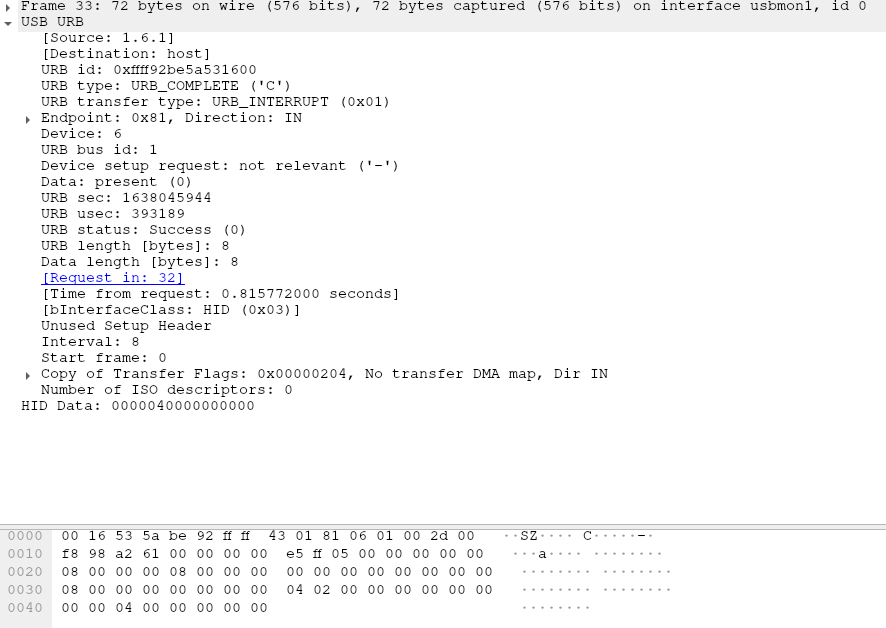 Frame 33: 72 bytes on wire (576 bits), 72 bytes captured (576 bits) on interface usbmon1, id 0
USB URB
[Source: 1.6.1]
[Destination: host]
URB id: 0xffff92be5a531600
URB type: URB_COMPLETE ('C')
URB transfer type: URB_INTERRUPT (0x01)
Endpoint: 0x81, Direction: IN
Device: 6
URB bus id: 1
Device setup request: not relevant ('-')
Data: present (0)
URB sec: 1638045944
URB usec: 393189
URB status: Success (0)
URB length [bytes]: 8
Data length [bytes]: 8
[Request in: 32]
[Time from request: 0.815772000 seconds]
[bInterfaceClass: HID (0x03)]
Unused Setup Header
Interval: 8
Start frame: 0
Copy of Transfer Flags: 0x00000204, No transfer DMA map, Dir IN
Number of ISO descriptors: 0
HID Data: 0000040000000000
0000 00 16 53 5a be 92 ff ff 43 01 81 06 01 00 2d 00 ··SZ···· C·····-·
0010 f8 98 a2 61 00 00 00 00 e5 ff 05 00 00 00 00 00 ···a···· ········
0020 08 00 00 00 08 00 00 00 00 00 00 00 00 00 00 00 ········ ········
0030 08 00 00 00 00 00 00 00 04 02 00 00 00 00 00 00 ········ ········
0040 00 00 04 00 00 00 00 00 ········